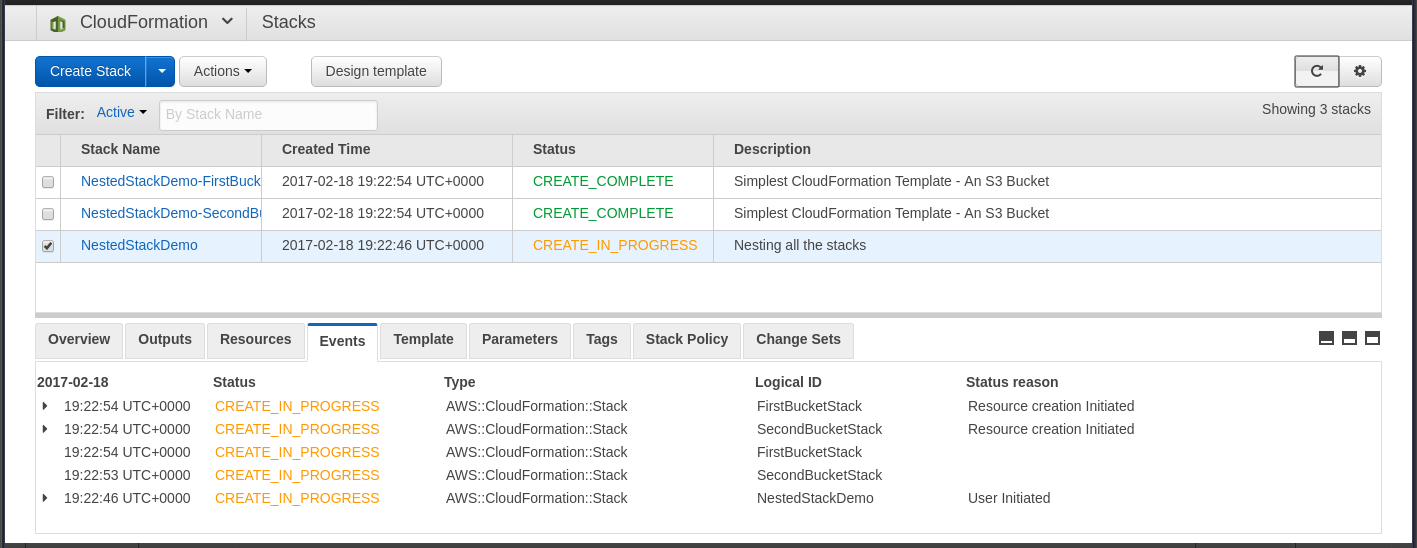 CloudFormation Stacks
Create Stack Actions Design template
Filter: Active By Stack Name Showing 3 stacks
Stack Name Created Time Status Description
NestedStackDemo-FirstBuck 2017-02-18 19:22:54 UTC+0000 CREATE_COMPLETE Simplest CloudFormation Template - An S3 Bucket
NestedStackDemo-SecondBu 2017-02-18 19:22:54 UTC+0000 CREATE_COMPLETE Simplest CloudFormation Template - An S3 Bucket
NestedStackDemo 2017-02-18 19:22:46 UTC+0000 CREATE_IN_PROGRESS Nesting all the stacks
Overview Outputs Resources Events Template Parameters Tags Stack Policy Change Sets
2017-02-18 Status Type Logical ID Status reason
19:22:54 UTC+0000 CREATE_IN_PROGRESS AWS::CloudFormation::Stack FirstBucketStack Resource creation Initiated
19:22:54 UTC+0000 CREATE_IN_PROGRESS AWS::CloudFormation::Stack SecondBucketStack Resource creation Initiated
19:22:54 UTC+0000 CREATE_IN_PROGRESS AWS::CloudFormation::Stack FirstBucketStack
19:22:53 UTC+0000 CREATE_IN_PROGRESS AWS::CloudFormation::Stack SecondBucketStack
19:22:46 UTC+0000 CREATE_IN_PROGRESS AWS::CloudFormation::Stack NestedStackDemo User Initiated